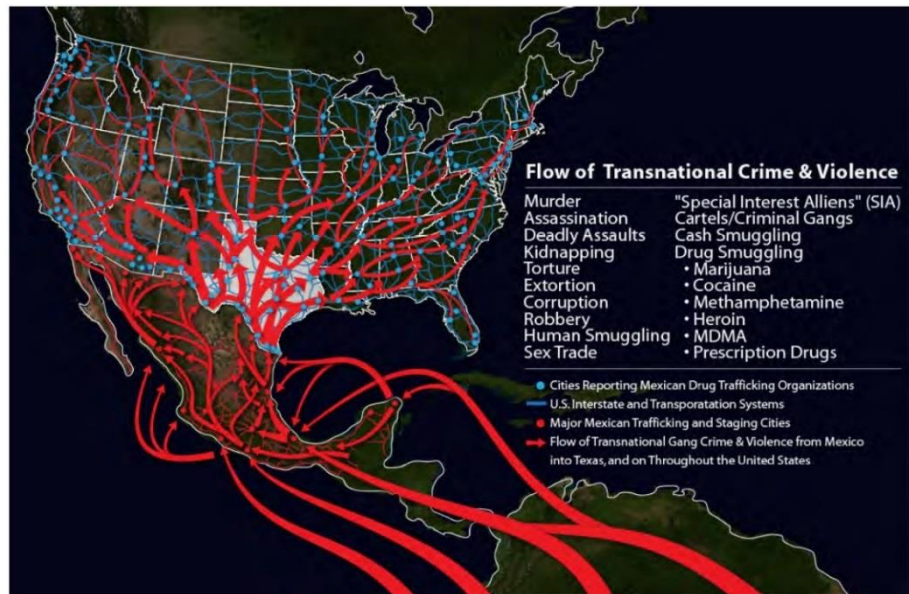 Flow of Transnational Crime & Violence
Murder
Assassination
Deadly Assaults
Kidnapping
Torture
Extortion
Corruption
Robbery
Human Smuggling
Sex Trade
"Special Interest Alliens" (SIA)
Cartels/Criminal Gangs
Cash Smuggling
Drug Smuggling
• Marijuana
• Cocaine
• Methamphetamine
• Heroin
• MDMA
• Prescription Drugs
Cities Reporting Mexican Drug Trafficking Organizations
U.S. Interstate and Transporatation Systems
Major Mexican Trafficking and Staging Cities
Flow of Transnational Gang Crime & Violence from Mexico
into Texas, and on Throughout the United States